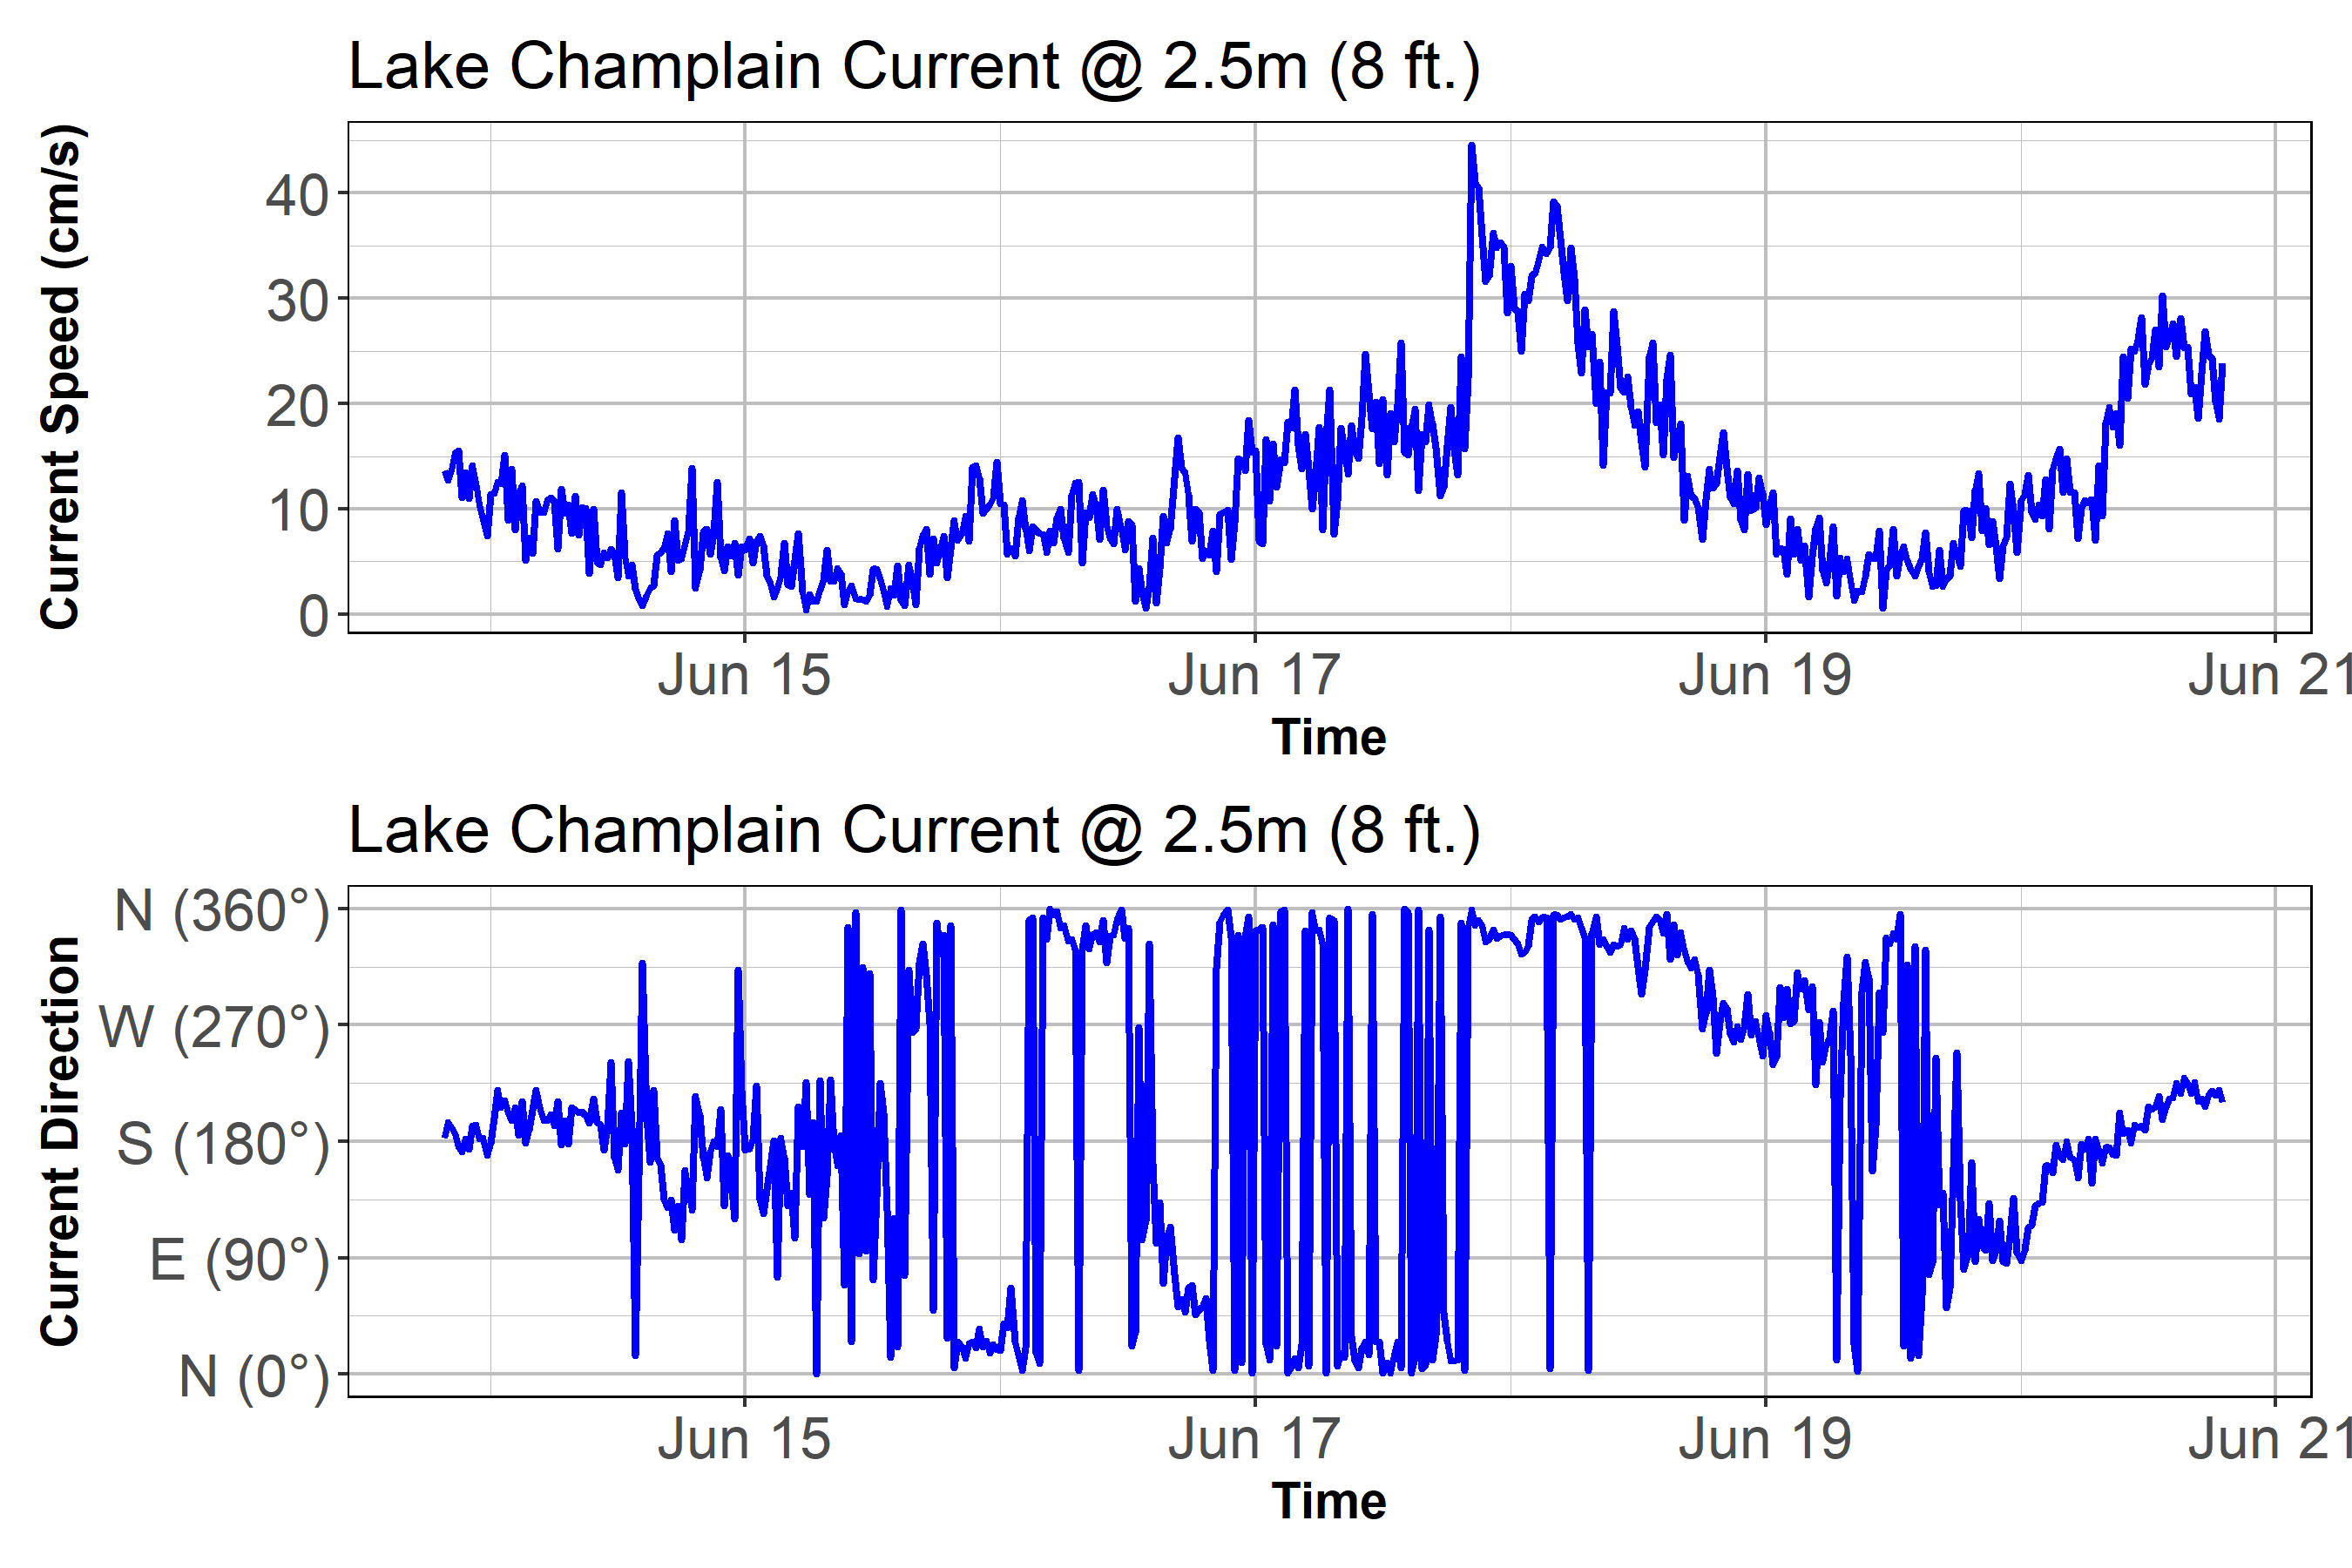 Lake Champlain Current @ 2.5m (8 ft.)
Current Speed (cm/s)
40
30
20
10
0
Jun 15
Jun 17
Jun 19
Jun 21
Time
Lake Champlain Current @ 2.5m (8 ft.)
Current Direction
N (360°)
W (270°)
S (180°)
E (90°)
N (0°)
Jun 15
Jun 17
Jun 19
Jun 21
Time